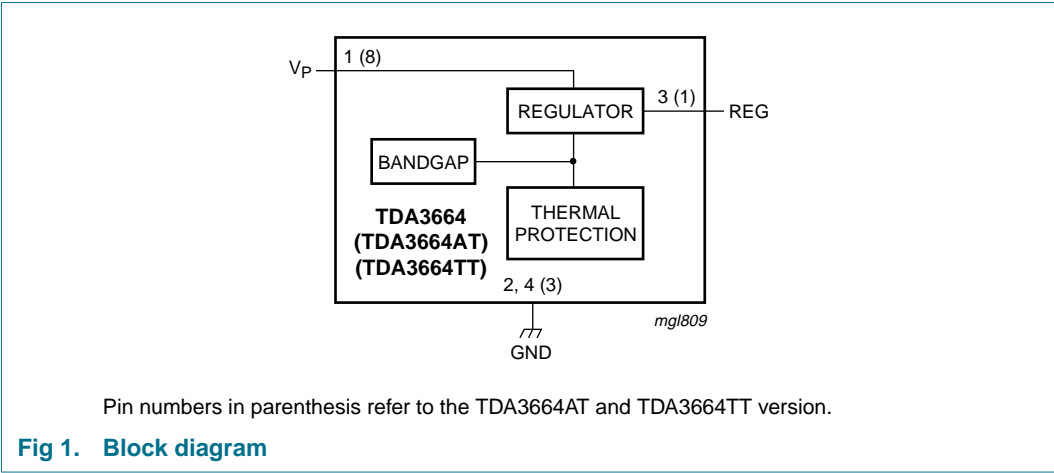 1 (8)
VP
REGULATOR
3 (1)
REG
BANDGAP
TDA3664
(TDA3664AT)
(TDA3664TT)
THERMAL
PROTECTION
2, 4 (3)
mgl809
GND
Pin numbers in parenthesis refer to the TDA3664AT and TDA3664TT version.
Fig 1. Block diagram